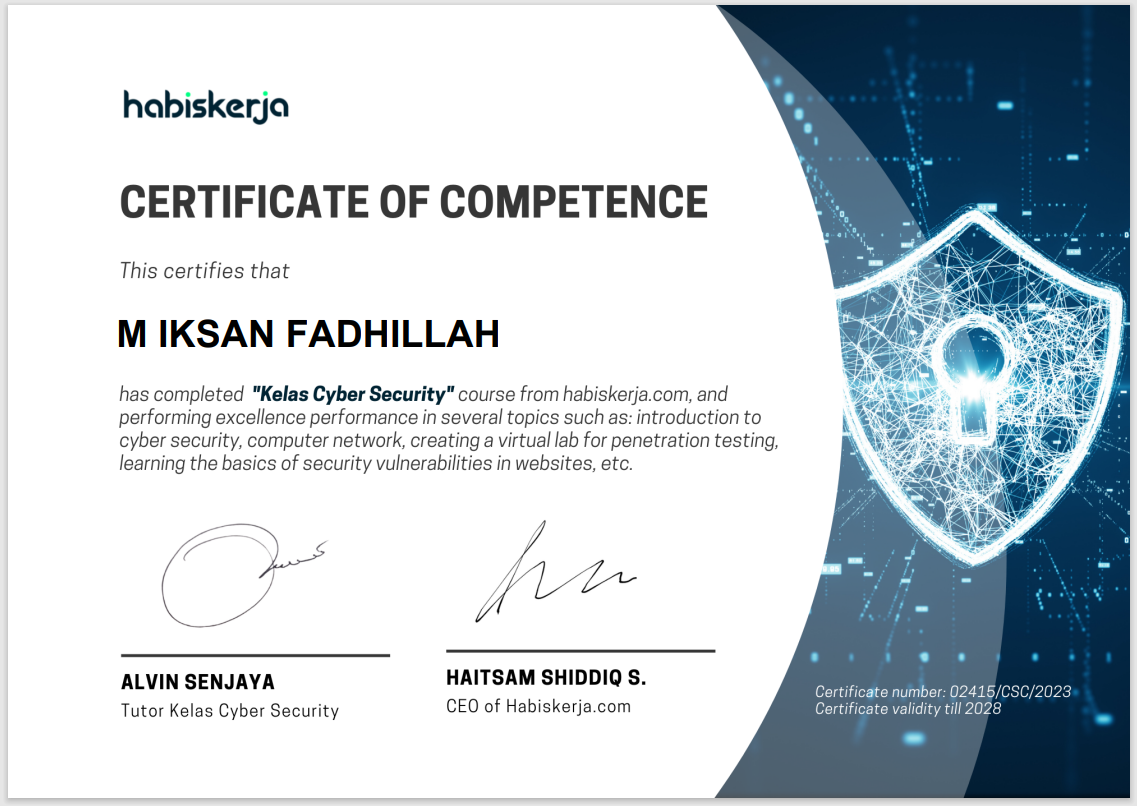 habiskerja
CERTIFICATE OF COMPETENCE
This certifies that
M IKSAN FADHILLAH
has completed "Kelas Cyber Security" course from habiskerja.com, and
performing excellence performance in several topics such as: introduction to
cyber security, computer network, creating a virtual lab for penetration testing,
learning the basics of security vulnerabilities in websites, etc.
ALVIN SENJAYA
Tutor Kelas Cyber Security
HAITSAM SHIDDIQ S.
CEO of Habiskerja.com
Certificate number: 02415/CSC/2023
Certificate validity till 2028